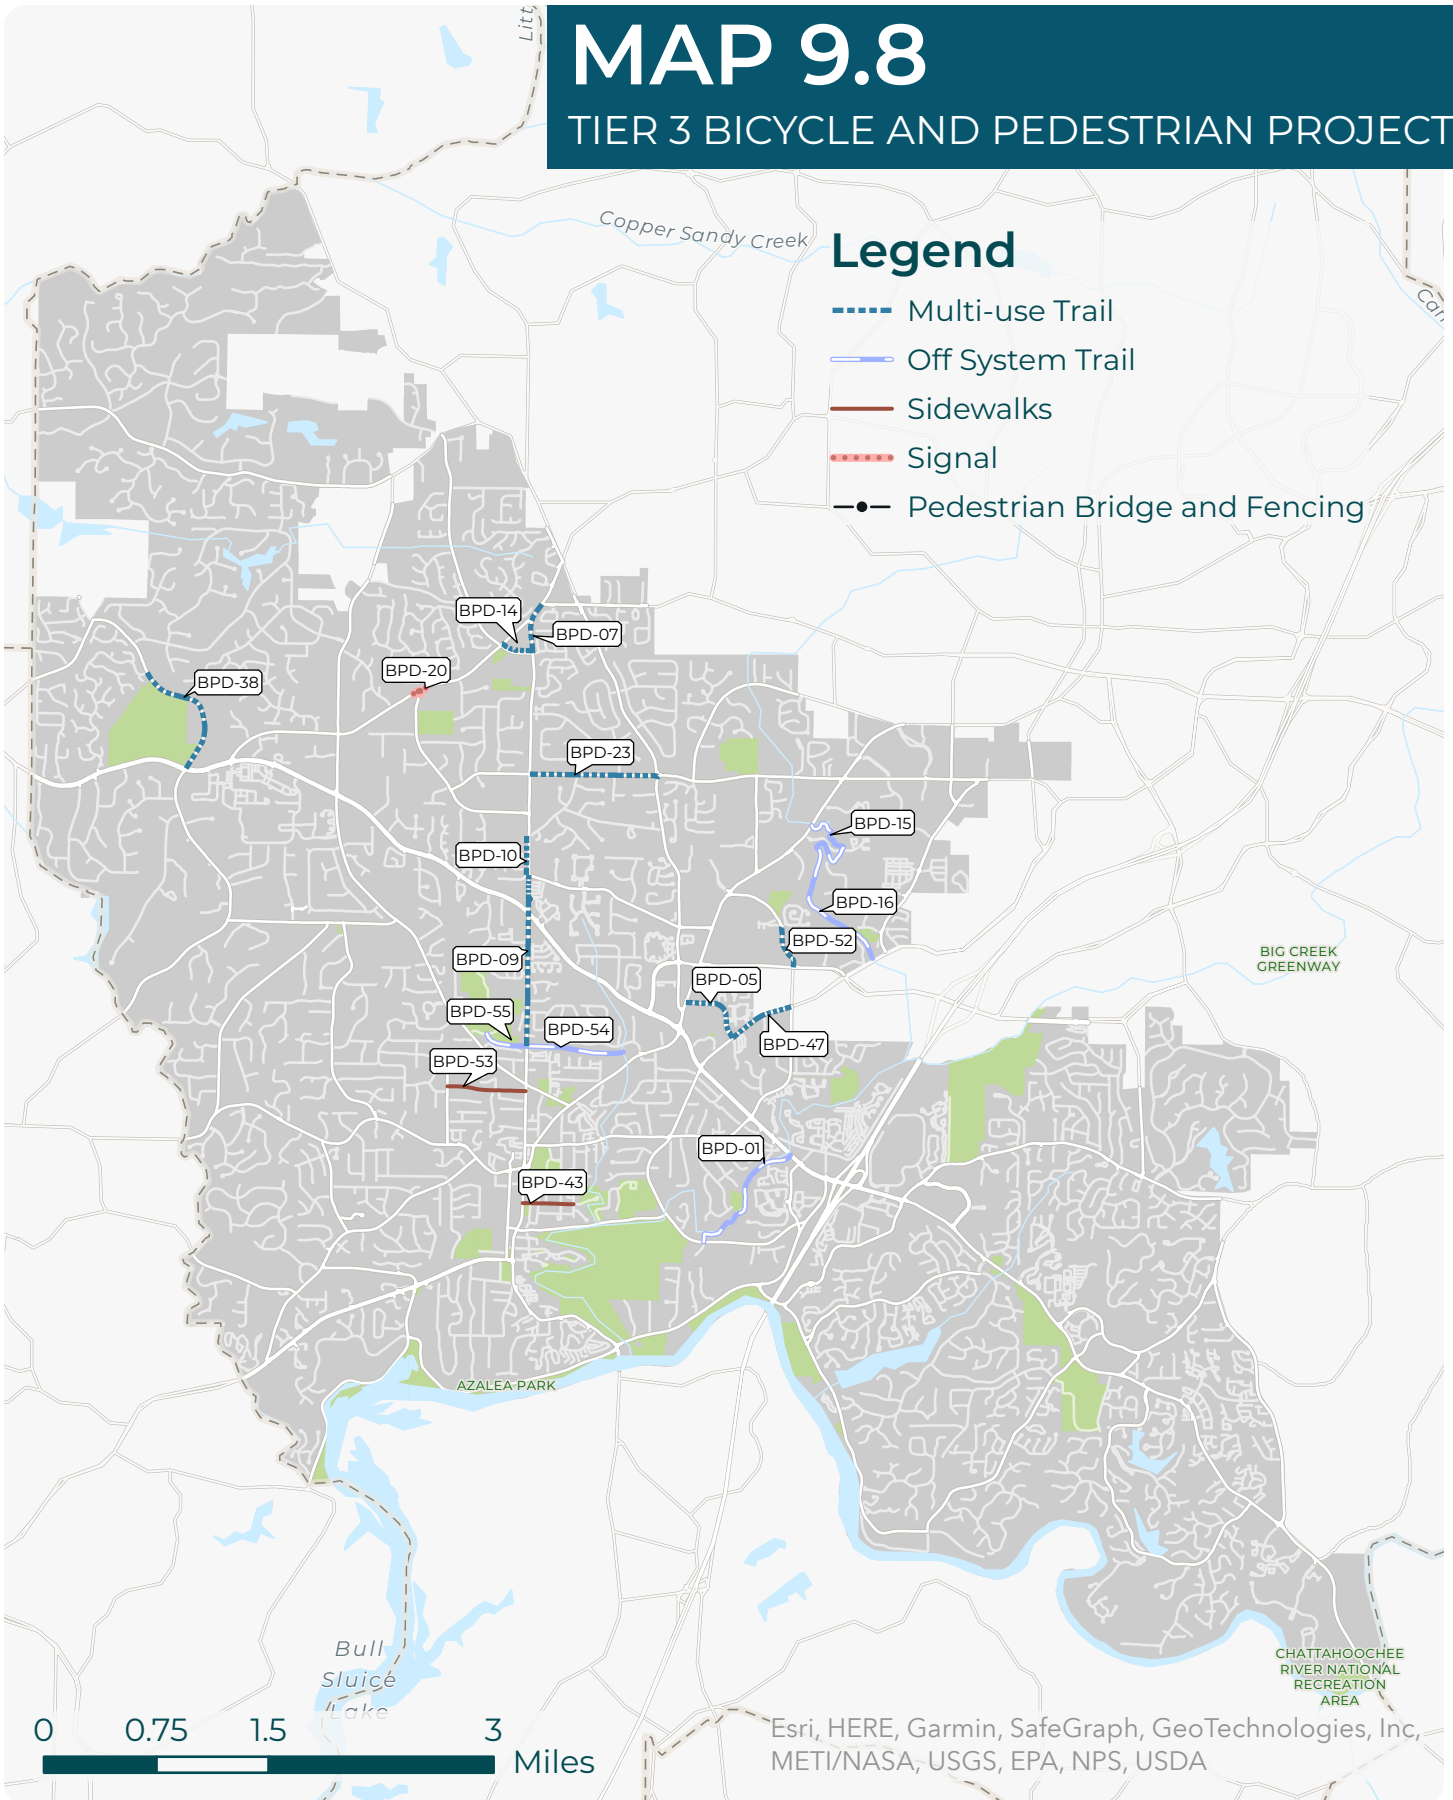 MAP 9.8
TIER 3 BICYCLE AND PEDESTRIAN PROJECT
Copper Sandy Creek
Legend
Multi-use Trail
Off System Trail
Sidewalks
Signal
Pedestrian Bridge and Fencing
BPD-14
BPD-07
BPD-20
BPD-38
BPD-23
BPD-15
BPD-10
BPD-16
BPD-52
BPD-09
BIG CREEK
GREENWAY
BPD-05
BPD-55
BPD-54
BPD-47
BPD-53
BPD-01
BPD-43
AZALEA PARK
Bull
Sluice
Lake
CHATTAHOOCHEE
RIVER NATIONAL
RECREATION
AREA
0 0.75 1.5 3
Miles
Esri, HERE, Garmin, SafeGraph, GeoTechnologies, Inc,
METI/NASA, USGS, EPA, NPS, USDA